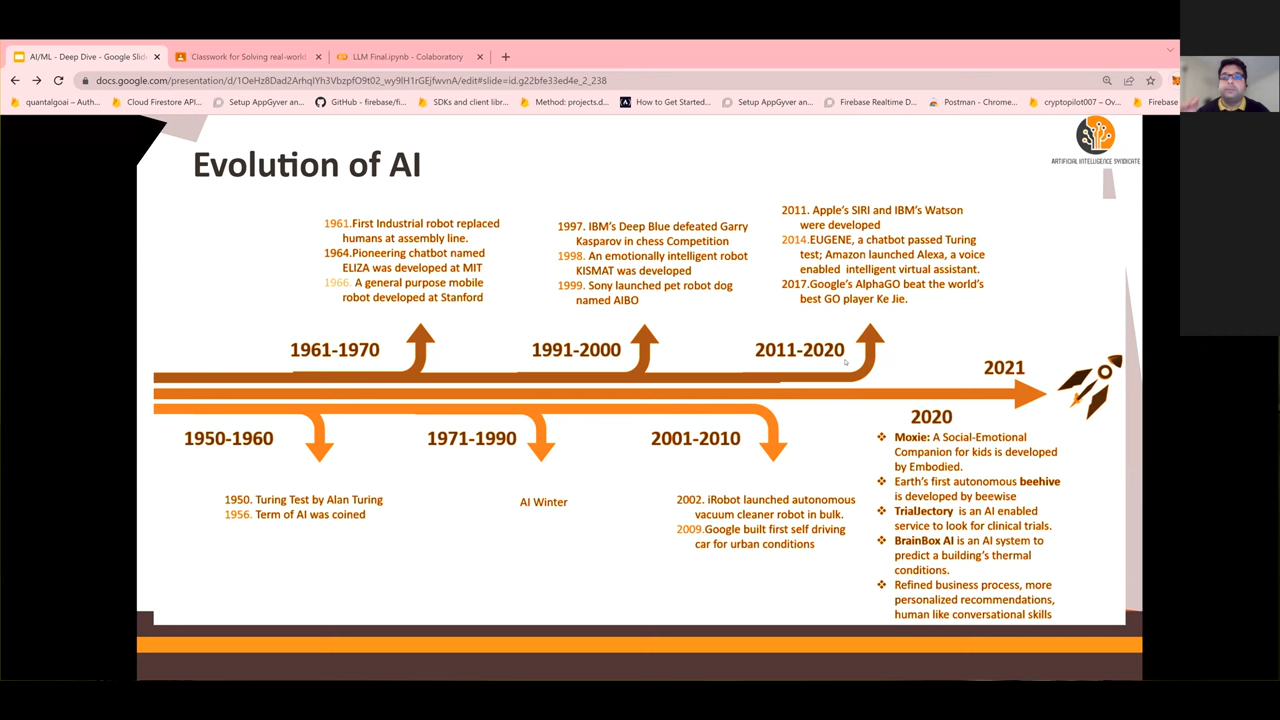 AI/ML - Deep Dive - Google Slid
Classwork for Solving real-world
LLM Final.ipynb - Colaboratory
docs.google.com/presentation/d/1OeHz8Dad2ArhqIYh3VbzpfO9t02_wy9lH1rGEjfwvnA/edit#slide=id.g22bfe33ed4e_2_238
quantalgoai – Auth...
Cloud Firestore API...
Setup AppGyver an...
GitHub - firebase/fi...
SDKs and client libr...
Method: projects.d...
How to Get Started...
Setup AppGyver an...
Firebase Realtime D...
Postman - Chrome...
cryptopilot007 – Ov...
Firebase
Evolution of AI
ARTIFICIAL INTELLIGENCE SYNDICATE
1961.First Industrial robot replaced
humans at assembly line.
1964.Pioneering chatbot named
ELIZA was developed at MIT
1966. A general purpose mobile
robot developed at Stanford
1997. IBM's Deep Blue defeated Garry
Kasparov in chess Competition
1998. An emotionally intelligent robot
KISMAT was developed
1999. Sony launched pet robot dog
named AIBO
2011. Apple's SIRI and IBM's Watson
were developed
2014.EUGENE, a chatbot passed Turing
test; Amazon launched Alexa, a voice
enabled intelligent virtual assistant.
2017.Google's AlphaGO beat the world's
best GO player Ke Jie.
1961-1970
1991-2000
2011-2020
2021
1950-1960
1971-1990
2001-2010
2020
1950. Turing Test by Alan Turing
1956. Term of AI was coined
AI Winter
2002. iRobot launched autonomous
vacuum cleaner robot in bulk.
2009.Google built first self driving
car for urban conditions
❖ Moxie: A Social-Emotional
Companion for kids is developed
by Embodied.
❖ Earth's first autonomous beehive
is developed by beewise
❖ TrialJectory is an AI enabled
service to look for clinical trials.
❖ BrainBox AI is an AI system to
predict a building's thermal
conditions.
❖ Refined business process, more
personalized recommendations,
human like conversational skills